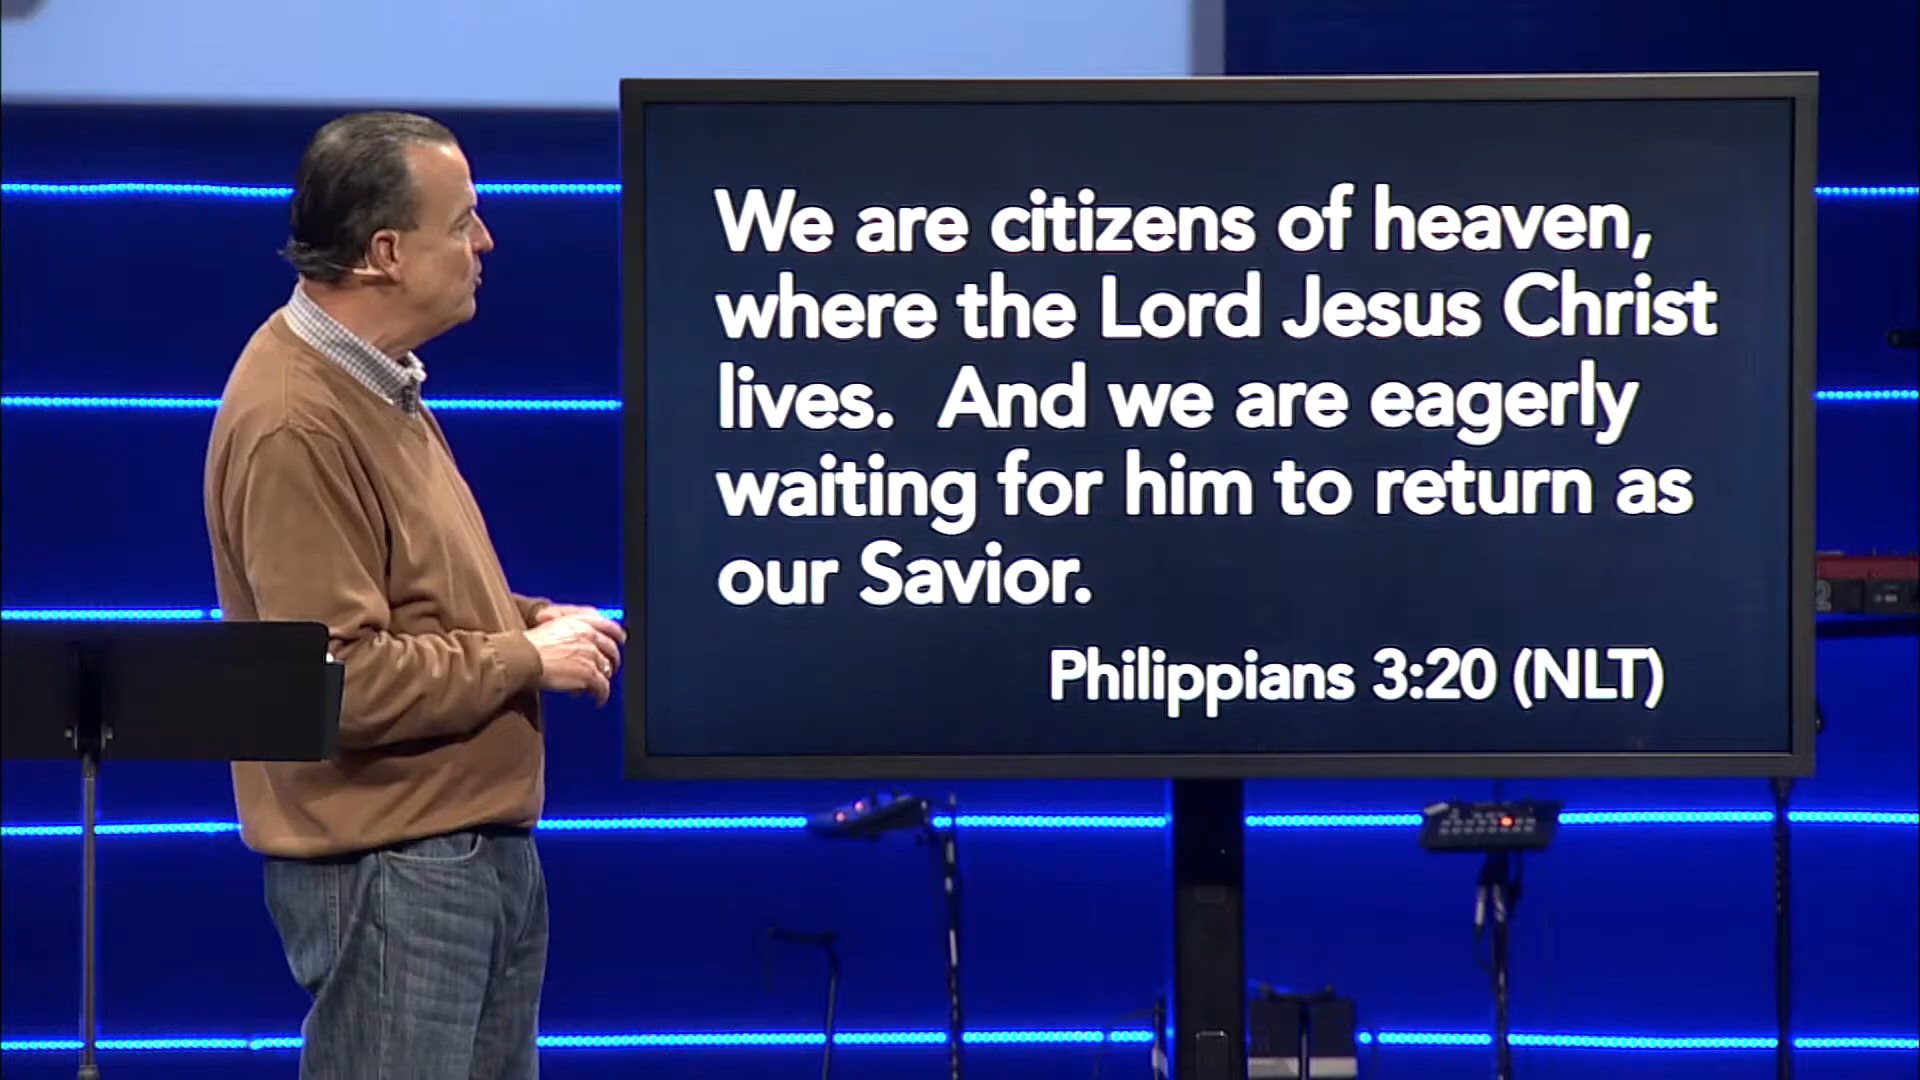 We are citizens of heaven,
where the Lord Jesus Christ
lives.  And we are eagerly
waiting for him to return as
our Savior.
Philippians 3:20 (NLT)